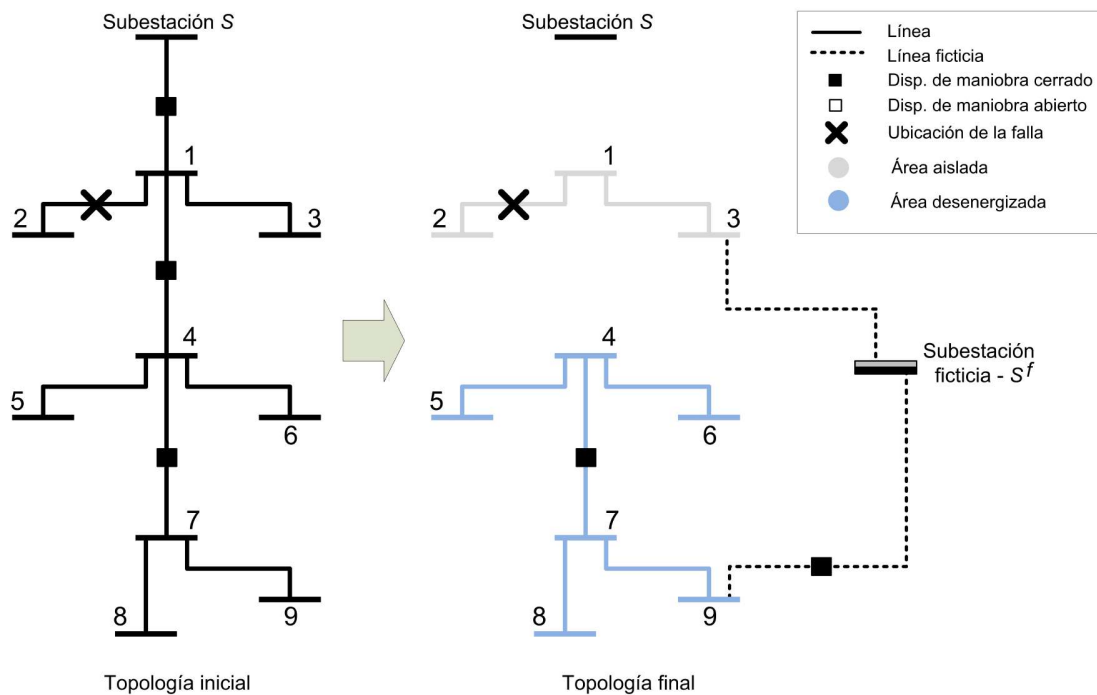 Subestación S
1
2
3
4
5
6
7
8
9
Topología inicial
Subestación S
1
2
3
4
5
6
7
8
9
Subestación
ficticia - S^f
Topología final
Línea
Línea ficticia
Disp. de maniobra cerrado
Disp. de maniobra abierto
Ubicación de la falla
Área aislada
Área desenergizada